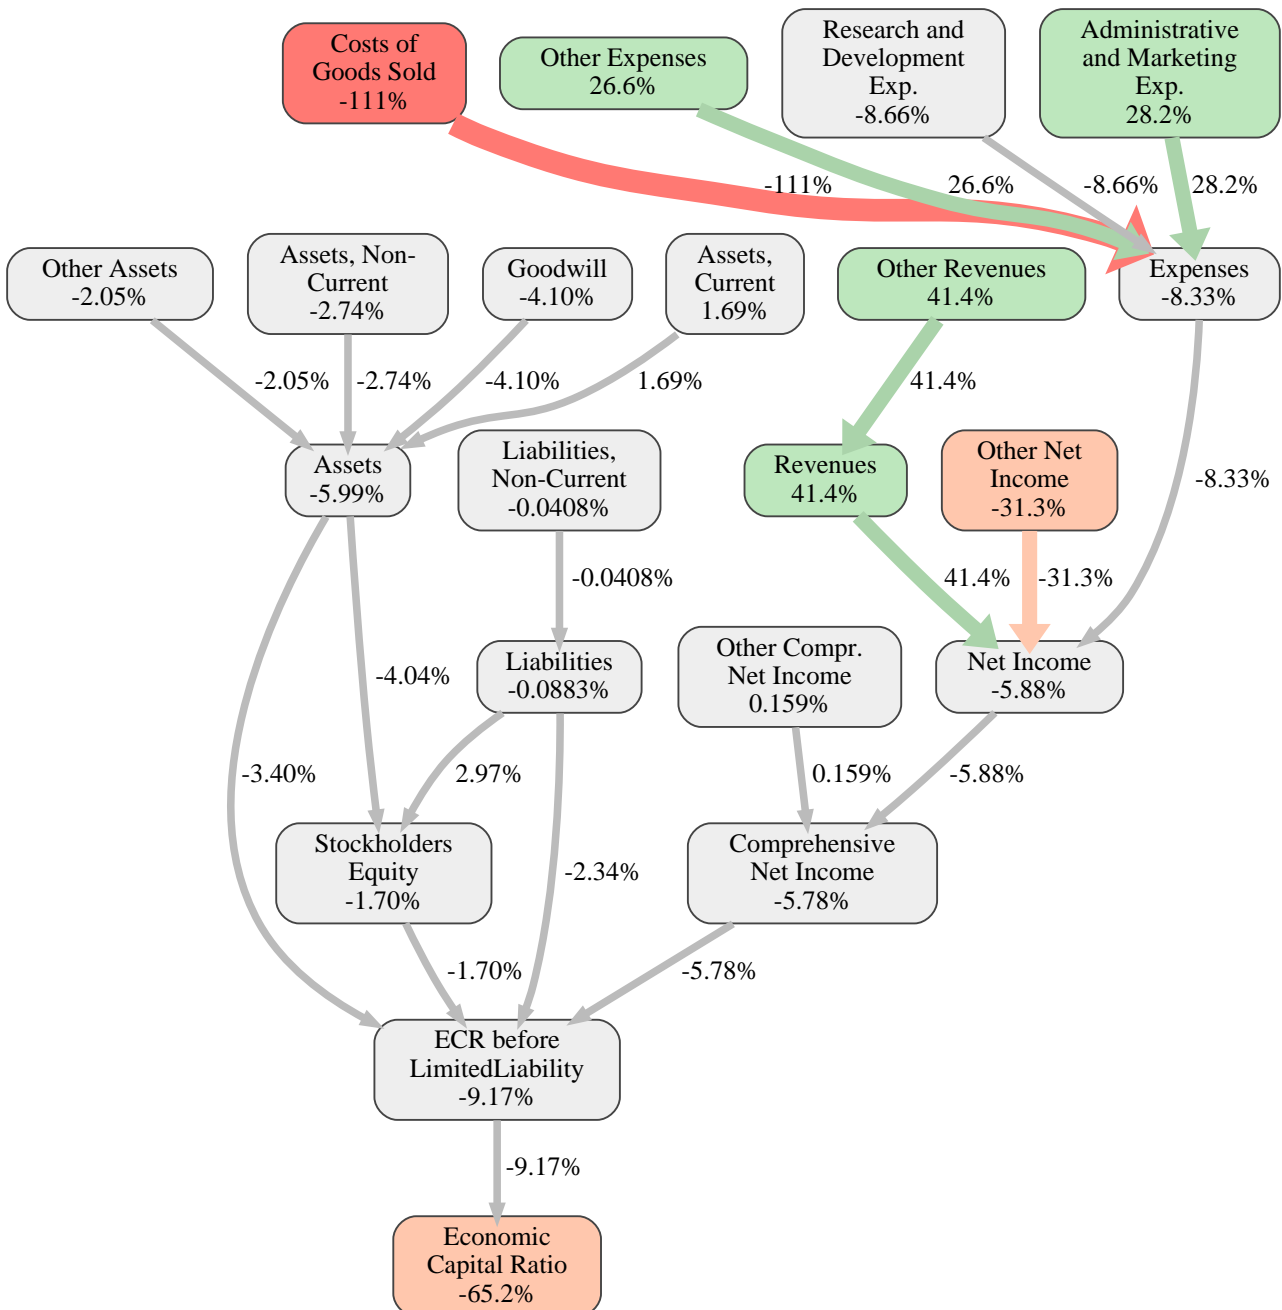 Costs of
Goods Sold
-111%
Other Expenses
26.6%
Research and
Development
Exp.
-8.66%
Administrative
and Marketing
Exp.
28.2%
-111%
26.6%
-8.66%
28.2%
Other Assets
-2.05%
Assets, Non-
Current
-2.74%
Goodwill
-4.10%
Assets,
Current
1.69%
Other Revenues
41.4%
Expenses
-8.33%
-2.05%
-2.74%
-4.10%
1.69%
41.4%
Assets
-5.99%
Liabilities,
Non-Current
-0.0408%
Revenues
41.4%
Other Net
Income
-31.3%
-8.33%
-0.0408%
41.4%
-31.3%
-4.04%
Liabilities
-0.0883%
Other Compr.
Net Income
0.159%
Net Income
-5.88%
-3.40%
2.97%
0.159%
-5.88%
Stockholders
Equity
-1.70%
-2.34%
Comprehensive
Net Income
-5.78%
-1.70%
-5.78%
ECR before
LimitedLiability
-9.17%
-9.17%
Economic
Capital Ratio
-65.2%